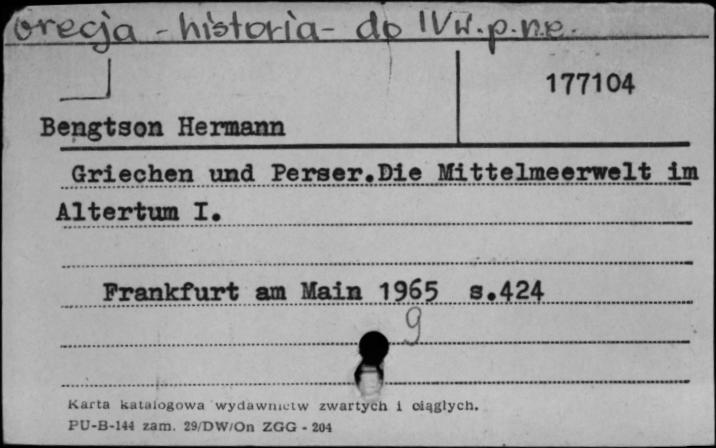 Grecja - historia - do IV w. p.n.e.
177104
Bengtson Hermann
Griechen und Perser.Die Mittelmeerwelt im
Altertum I.
Frankfurt am Main 1965 s.424
9
Karta katalogowa wydawnictw zwartych i ciągłych.
PU-B-144 zam. 29/DW/On ZGG - 204